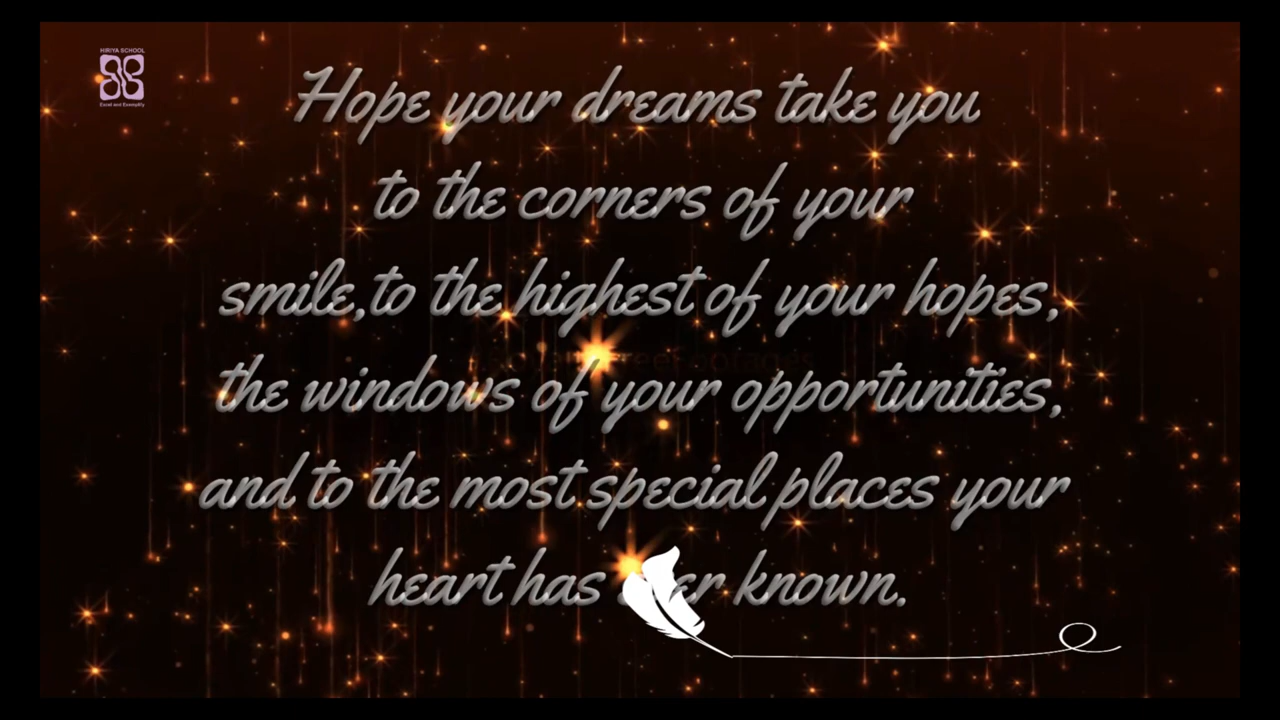 HIRIYA SCHOOL
Excel and Exemplify
Hope your dreams take you
to the corners of your
smile,to the highest of your hopes,
the windows of your opportunities,
and to the most special places your
heart has ever known.